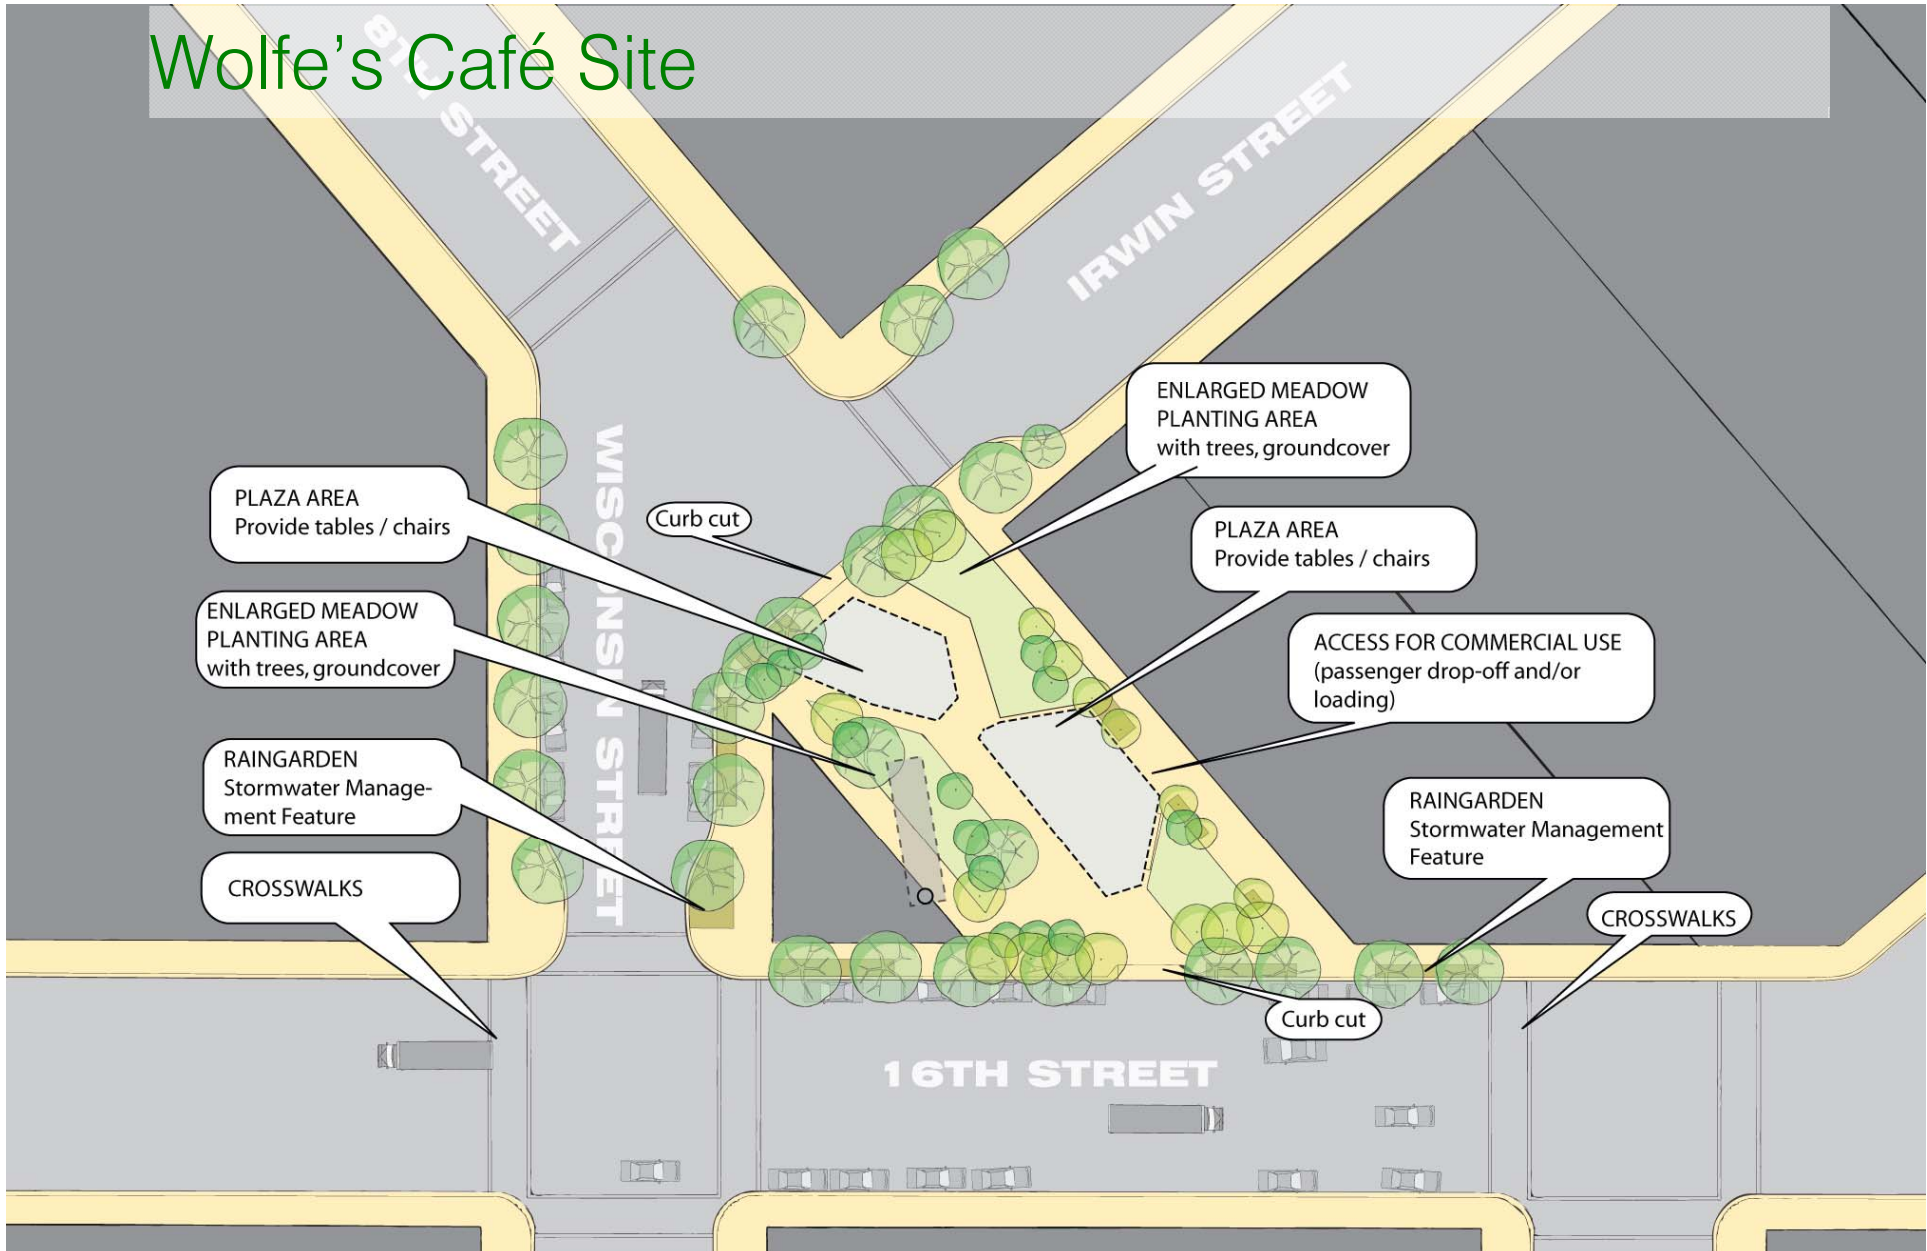 Wolfe's Café Site
8TH STREET
IRWIN STREET
ENLARGED MEADOW
PLANTING AREA
with trees, groundcover
WISCONSIN STREET
PLAZA AREA
Provide tables / chairs
Curb cut
PLAZA AREA
Provide tables / chairs
ENLARGED MEADOW
PLANTING AREA
with trees, groundcover
ACCESS FOR COMMERCIAL USE
(passenger drop-off and/or
loading)
RAINGARDEN
Stormwater Manage-
ment Feature
RAINGARDEN
Stormwater Management
Feature
CROSSWALKS
CROSSWALKS
Curb cut
16TH STREET